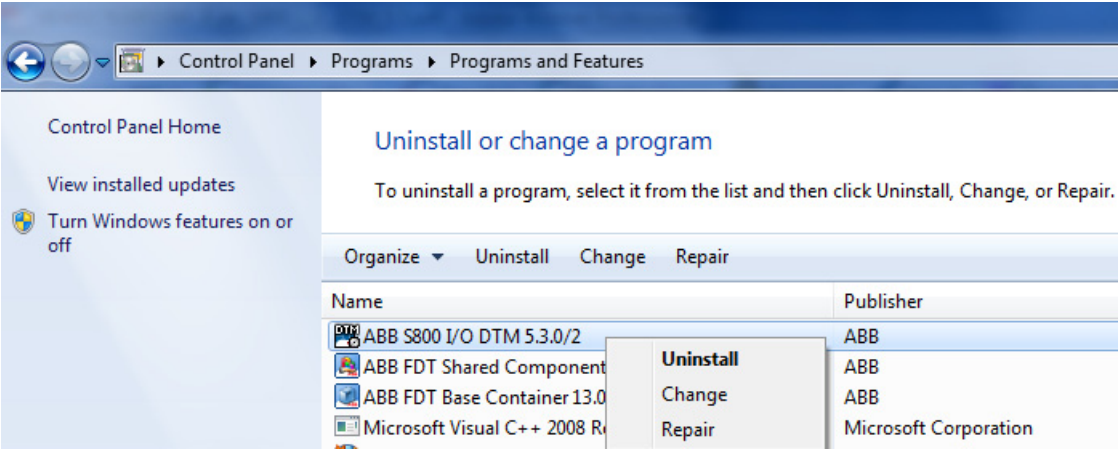 Control Panel ▸ Programs ▸ Programs and Features
Control Panel Home
View installed updates
Turn Windows features on or
off
Uninstall or change a program
To uninstall a program, select it from the list and then click Uninstall, Change, or Repair.
Organize Uninstall Change Repair
Name Publisher
DTM ABB S800 I/O DTM 5.3.0/2 ABB
ABB FDT Shared Component ABB
ABB FDT Base Container 13.0 ABB
Microsoft Visual C++ 2008 Microsoft Corporation
Uninstall
Change
Repair